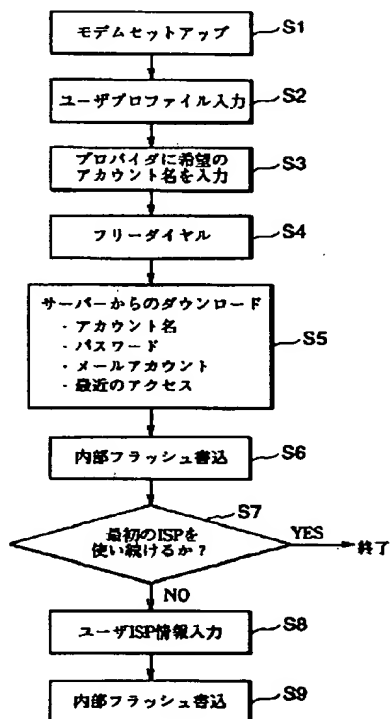 モデムセットアップ
S1
ユーザプロファイル入力
S2
プロバイダに希望の
アカウント名を入力
S3
フリーダイヤル
S4
サーバーからのダウンロード
・アカウント名
・パスワード
・メールアカウント
・最近のアクセス
S5
内部フラッシュ書込
S6
最初のISPを
使い続けるか?
S7
YES
終了
NO
ユーザISP情報入力
S8
内部フラッシュ書込
S9